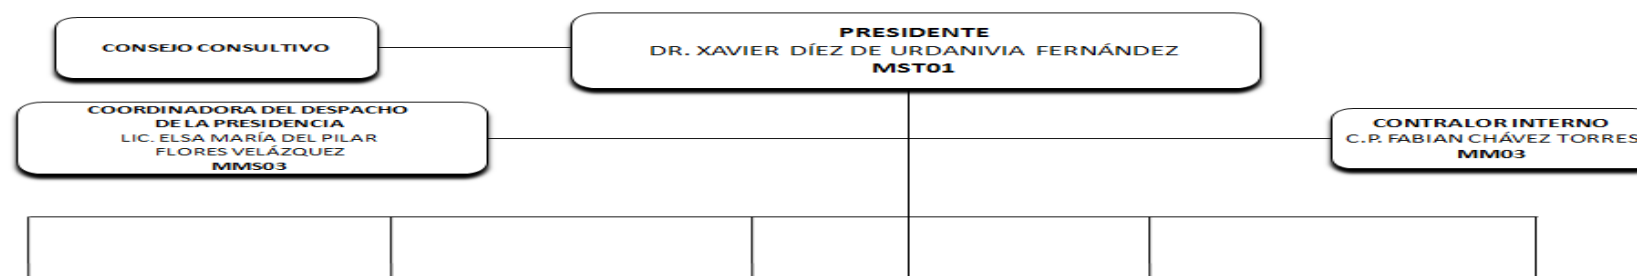 CONSEJO CONSULTIVO
PRESIDENTE
DR. XAVIER DÍEZ DE URDANIVIA FERNÁNDEZ
MST01
COORDINADORA DEL DESPACHO
DE LA PRESIDENCIA
LIC. ELSA MARÍA DEL PILAR
FLORES VELÁZQUEZ
MMS03
CONTRALOR INTERNO
C.P. FABIAN CHÁVEZ TORRES
MM03